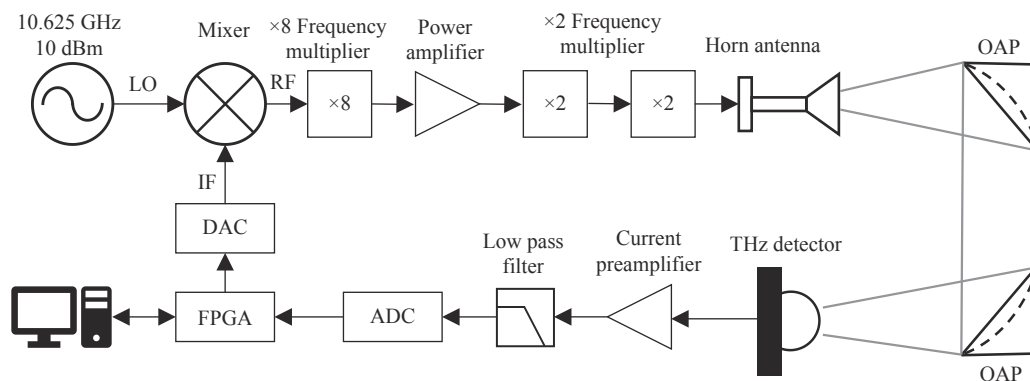 10.625 GHz
10 dBm
Mixer
×8 Frequency
multiplier
Power
amplifier
×2 Frequency
multiplier
Horn antenna
OAP
LO
RF
×8
×2
×2
IF
DAC
Low pass
filter
Current
preamplifier
THz detector
FPGA
ADC
OAP